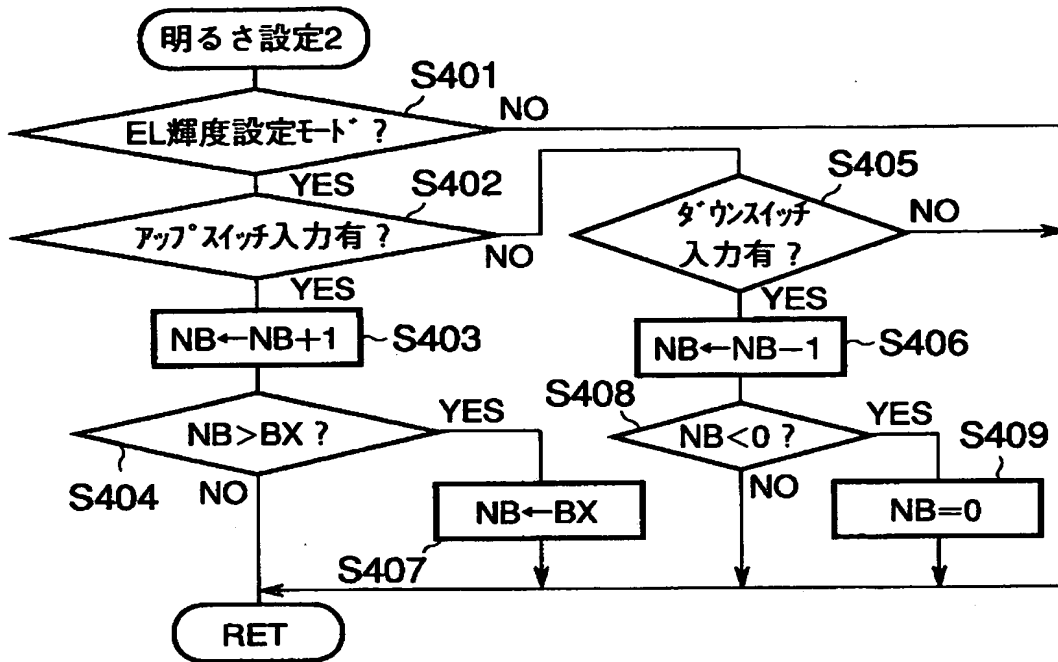 明るさ設定2
S401
EL輝度設定モード?
NO
YES
S402
アップスイッチ入力有?
NO
YES
S405
ダウンスイッチ
入力有?
NO
YES
NB←NB+1
S403
NB←NB−1
S406
NB>BX?
YES
S404
NO
S408
NB<0?
YES
NO
S409
NB←BX
S407
NB=0
RET